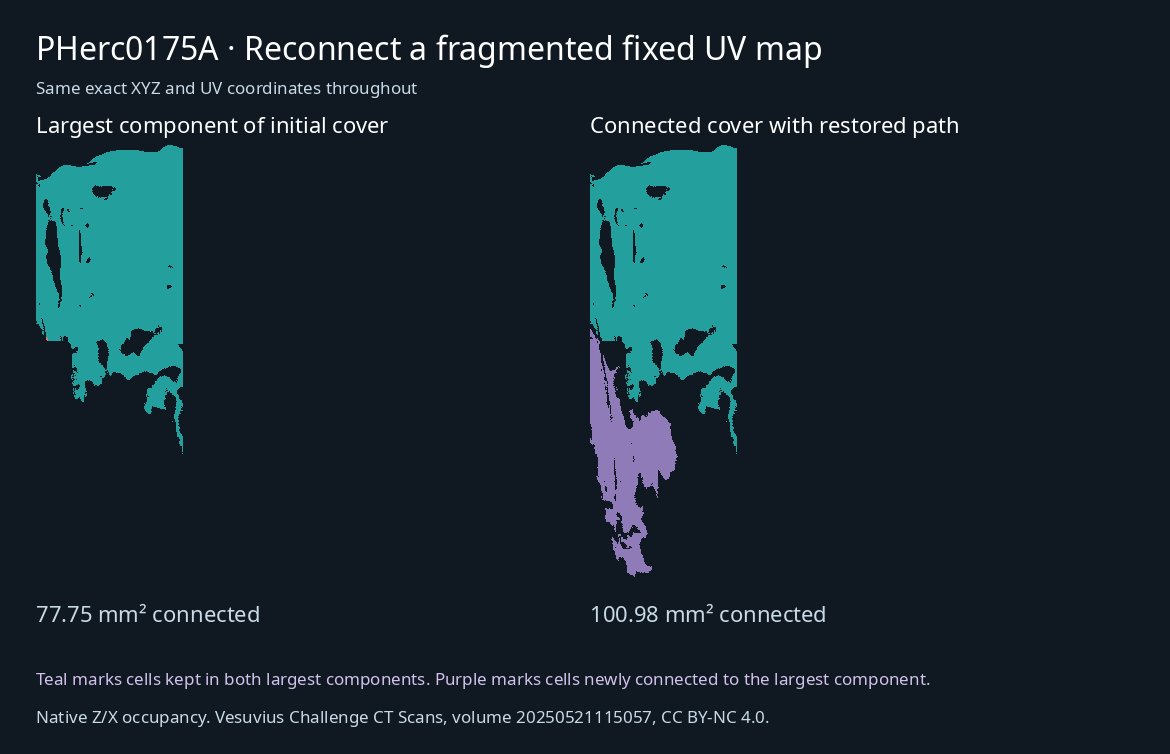 PHerc0175A · Reconnect a fragmented fixed UV map
Same exact XYZ and UV coordinates throughout
Largest component of initial cover
Connected cover with restored path
77.75 mm² connected
100.98 mm² connected
Teal marks cells kept in both largest components. Purple marks cells newly connected to the largest component.
Native Z/X occupancy. Vesuvius Challenge CT Scans, volume 20250521115057, CC BY-NC 4.0.